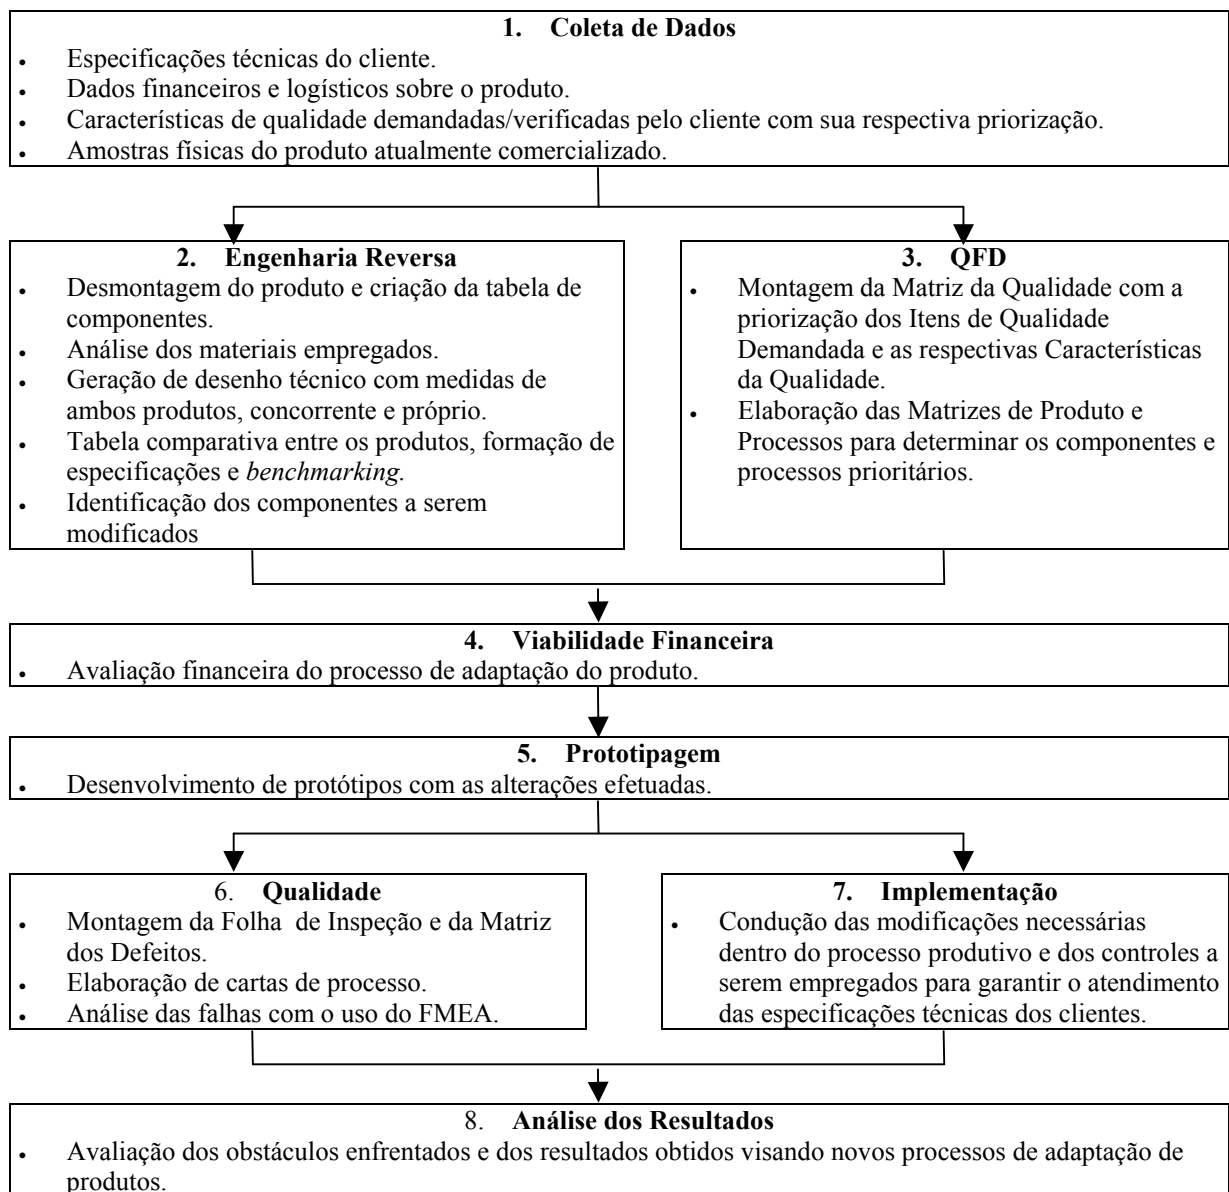 1. Coleta de Dados
• Especificações técnicas do cliente.
• Dados financeiros e logísticos sobre o produto.
• Características de qualidade demandadas/verificadas pelo cliente com sua respectiva priorização.
• Amostras físicas do produto atualmente comercializado.
2. Engenharia Reversa
• Desmontagem do produto e criação da tabela de
componentes.
• Análise dos materiais empregados.
• Geração de desenho técnico com medidas de
ambos produtos, concorrente e próprio.
• Tabela comparativa entre os produtos, formação de
especificações e benchmarking.
• Identificação dos componentes a serem
modificados
3. QFD
• Montagem da Matriz da Qualidade com a
priorização dos Itens de Qualidade
Demandada e as respectivas Características
da Qualidade.
• Elaboração das Matrizes de Produto e
Processos para determinar os componentes e
processos prioritários.
4. Viabilidade Financeira
• Avaliação financeira do processo de adaptação do produto.
5. Prototipagem
• Desenvolvimento de protótipos com as alterações efetuadas.
6. Qualidade
• Montagem da Folha de Inspeção e da Matriz
dos Defeitos.
• Elaboração de cartas de processo.
• Análise das falhas com o uso do FMEA.
7. Implementação
• Condução das modificações necessárias
dentro do processo produtivo e dos controles a
serem empregados para garantir o atendimento
das especificações técnicas dos clientes.
8. Análise dos Resultados
• Avaliação dos obstáculos enfrentados e dos resultados obtidos visando novos processos de adaptação de
produtos.